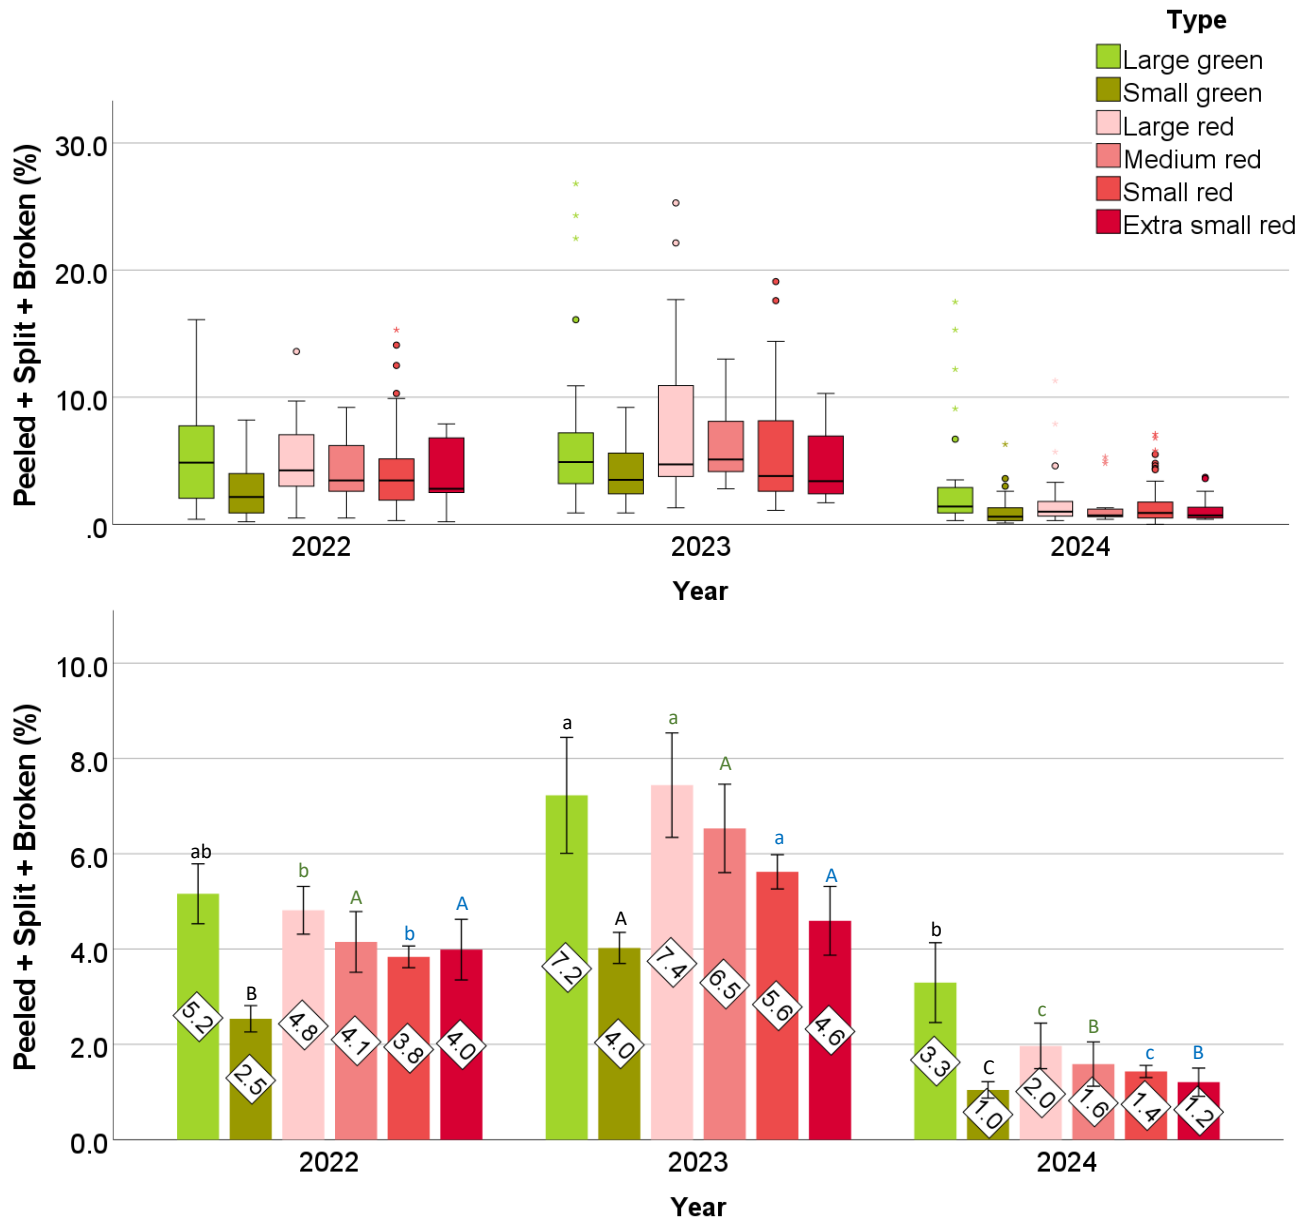 Type
Large green
Small green
Large red
Medium red
Small red
Extra small red
Peeled + Split + Broken (%)
30.0
20.0
10.0
.0
2022 2023 2024
Year
Peeled + Split + Broken (%)
10.0
8.0
6.0
4.0
2.0
0.0
ab B b A b A
a A a A a A
b C c B c B
5.2 2.5 4.8 4.1 3.8 4.0
7.2 4.0 7.4 6.5 5.6 4.6
3.3 1.0 2.0 1.6 1.4 1.2
2022 2023 2024
Year